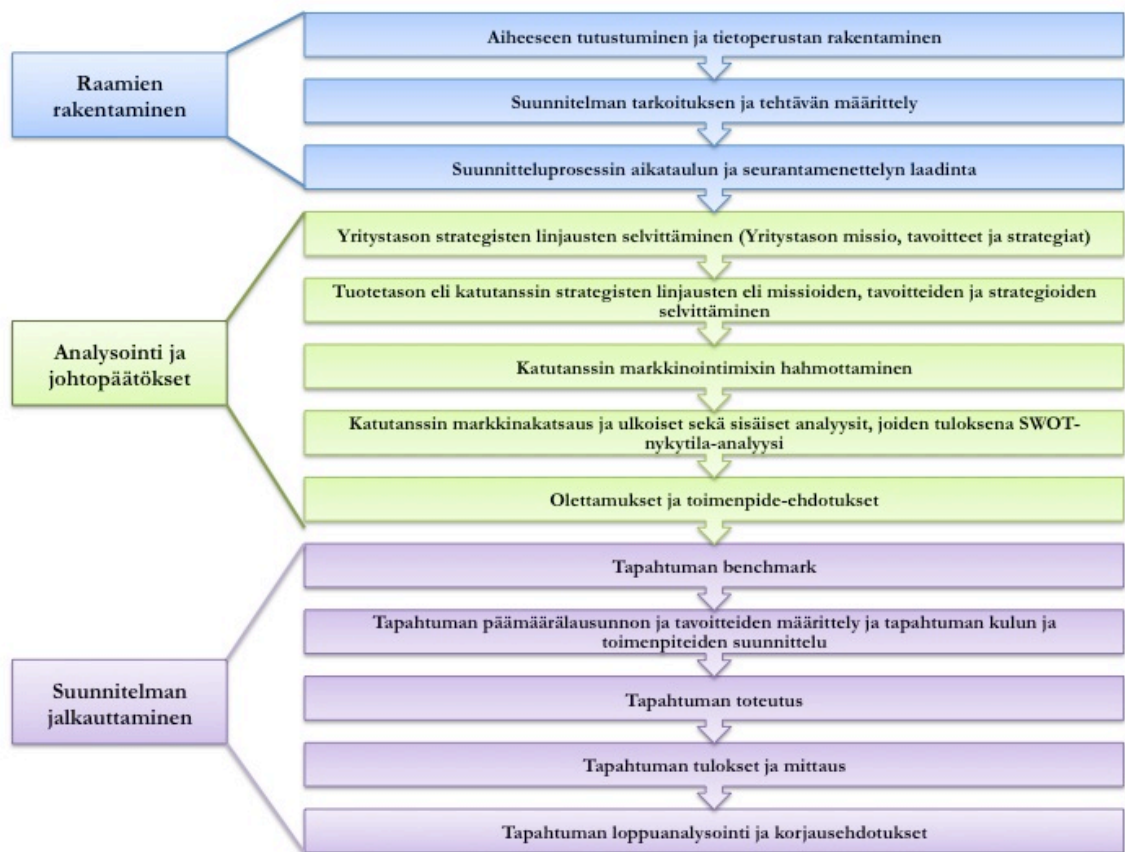 Raamien
rakentaminen
Aiheeseen tutustuminen ja tietoperustan rakentaminen
Suunnitelman tarkoituksen ja tehtävän määrittely
Suunnitteluprosessin aikataulun ja seurantamenettelyn laadinta
Analysointi ja
johtopäätökset
Yritystason strategisten linjausten selvittäminen (Yritystason missio, tavoitteet ja strategiat)
Tuotetason eli katutanssin strategisten linjausten eli missioiden, tavoitteiden ja strategioiden
selvittäminen
Katutanssin markkinointimixin hahmottaminen
Katutanssin markkinakatsaus ja ulkoiset sekä sisäiset analyysit, joiden tuloksena SWOT-
nykytila-analyysi
Olettamukset ja toimenpide-ehdotukset
Suunnitelman
jalkauttaminen
Tapahtuman benchmark
Tapahtuman päämäärälausunnon ja tavoitteiden määrittely ja tapahtuman kulun ja
toimenpiteiden suunnittelu
Tapahtuman toteutus
Tapahtuman tulokset ja mittaus
Tapahtuman loppuanalysointi ja korjausehdotukset